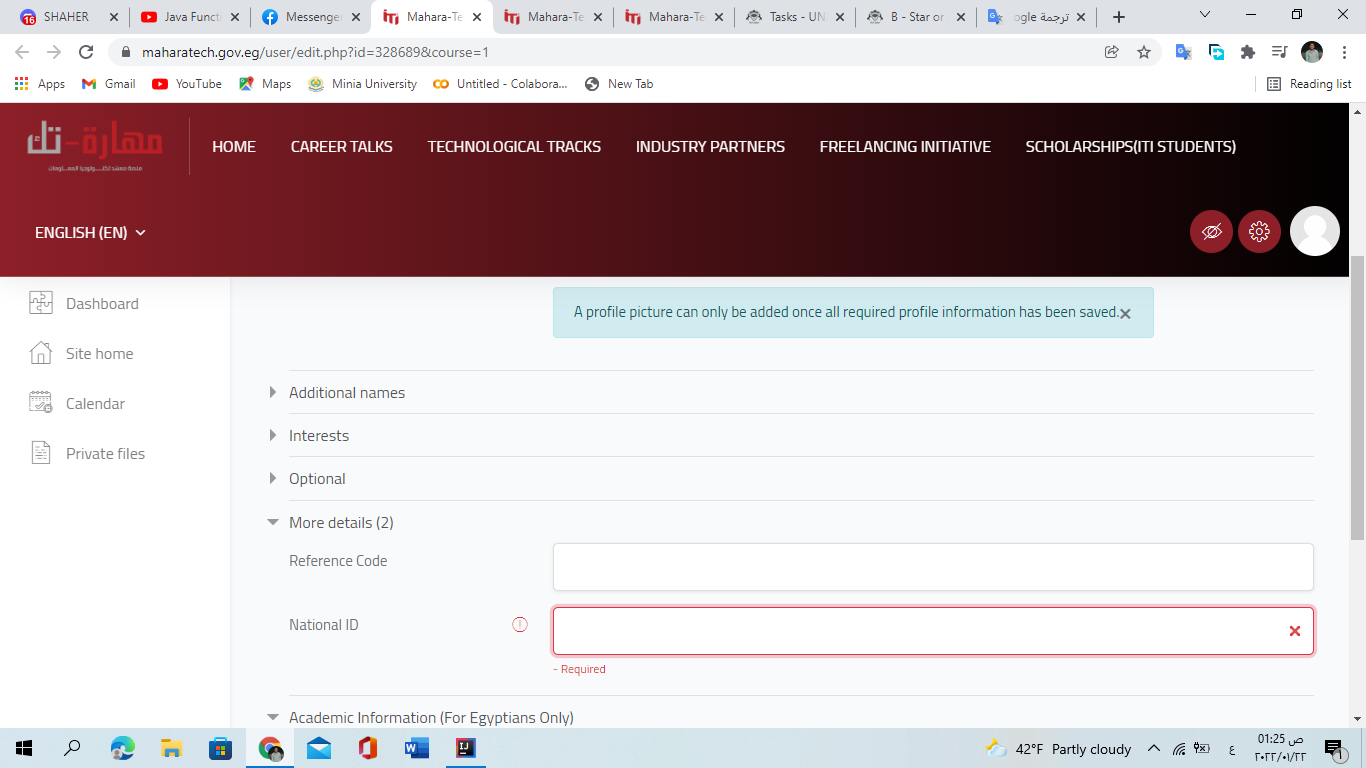 SHAHER
Java Functi
Messenger
Mahara-Te
Mahara-Te
Mahara-Te
Tasks - UN
B - Star or
ترجمة ogle
maharatech.gov.eg/user/edit.php?id=328689&course=1
Apps
Gmail
YouTube
Maps
Minia University
Untitled - Colabora...
New Tab
Reading list
مهارة-تك
HOME
CAREER TALKS
TECHNOLOGICAL TRACKS
INDUSTRY PARTNERS
FREELANCING INITIATIVE
SCHOLARSHIPS(ITI STUDENTS)
ENGLISH (EN)
Dashboard
Site home
Calendar
Private files
A profile picture can only be added once all required profile information has been saved.
Additional names
Interests
Optional
More details (2)
Reference Code
National ID
- Required
Academic Information (For Egyptians Only)
42°F Partly cloudy
ع
01:25 ص
٢٠٢٢/٠١/٢٢